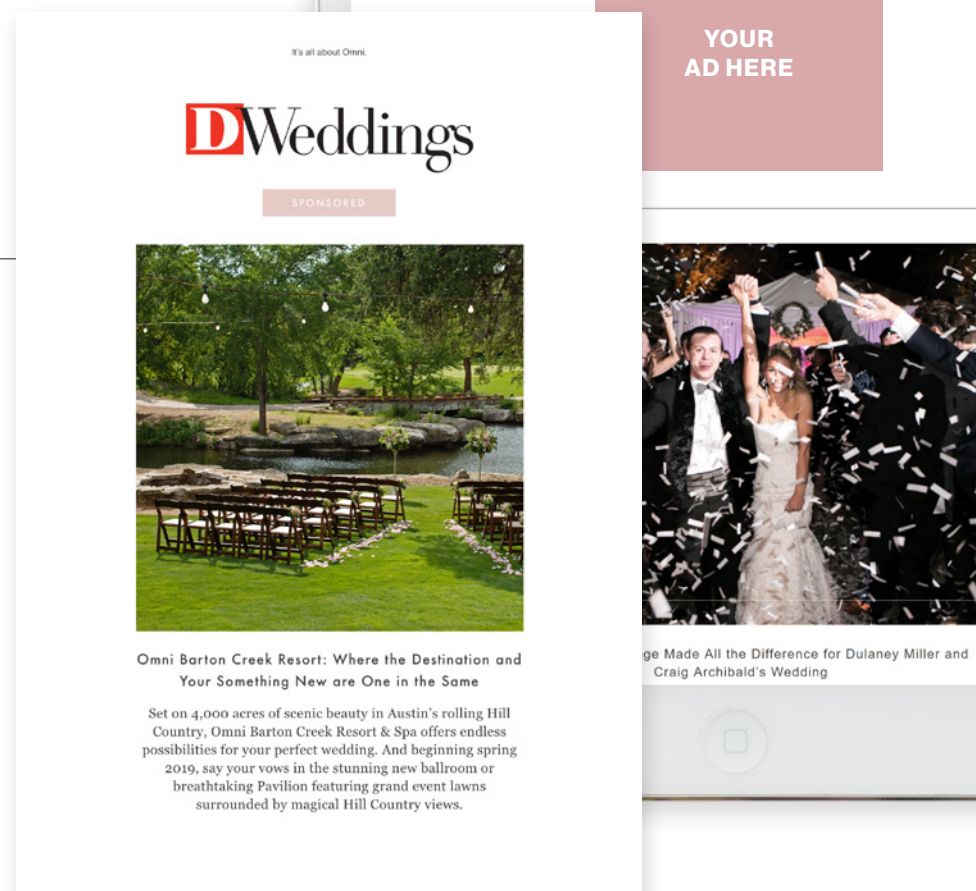 It's all about Omni.
DWeddings
SPONSORED
Omni Barton Creek Resort: Where the Destination and
Your Something New are One in the Same
Set on 4,000 acres of scenic beauty in Austin's rolling Hill
Country, Omni Barton Creek Resort & Spa offers endless
possibilities for your perfect wedding. And beginning spring
2019, say your vows in the stunning new ballroom or
breathtaking Pavilion featuring grand event lawns
surrounded by magical Hill Country views.
YOUR
AD HERE
ge Made All the Difference for Dulaney Miller and
Craig Archibald's Wedding